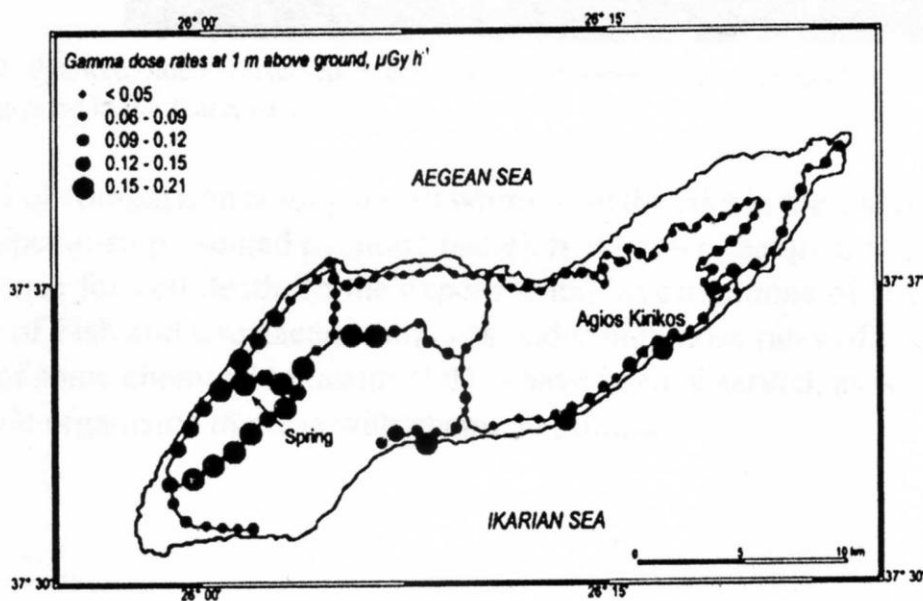 26° 00'
26° 15'
Gamma dose rates at 1 m above ground, µGy h⁻¹
< 0.05
0.06 - 0.09
0.09 - 0.12
0.12 - 0.15
0.15 - 0.21
AEGEAN SEA
37° 37'
37° 37'
Agios Kirikos
Spring
IKARIAN SEA
0
5
10 km
37° 30'
37° 30'
26° 00'
26° 15'